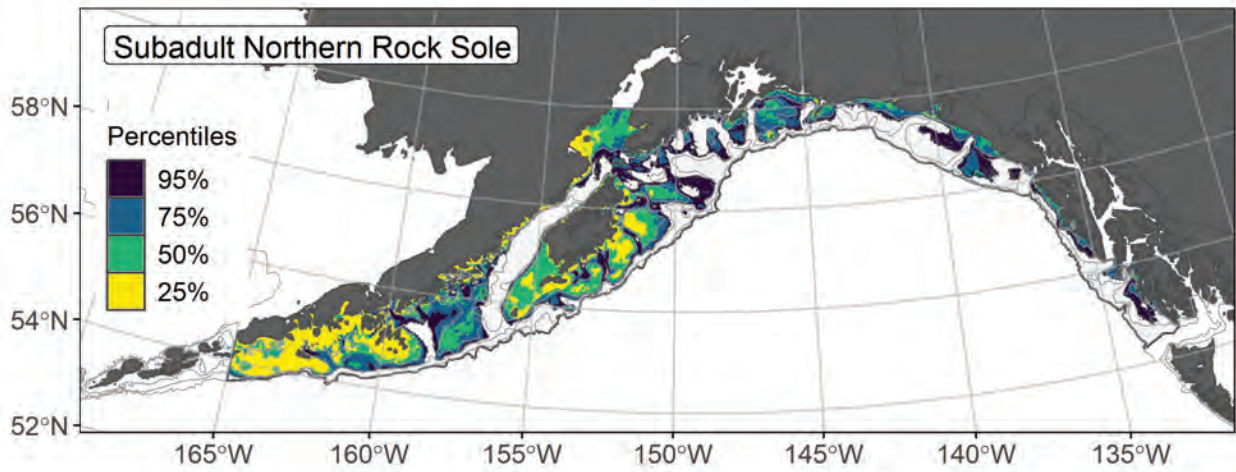 Subadult Northern Rock Sole
58°N
Percentiles
95%
56°N
75%
50%
25%
54°N
52°N
165°W 160°W 155°W 150°W 145°W 140°W 135°W